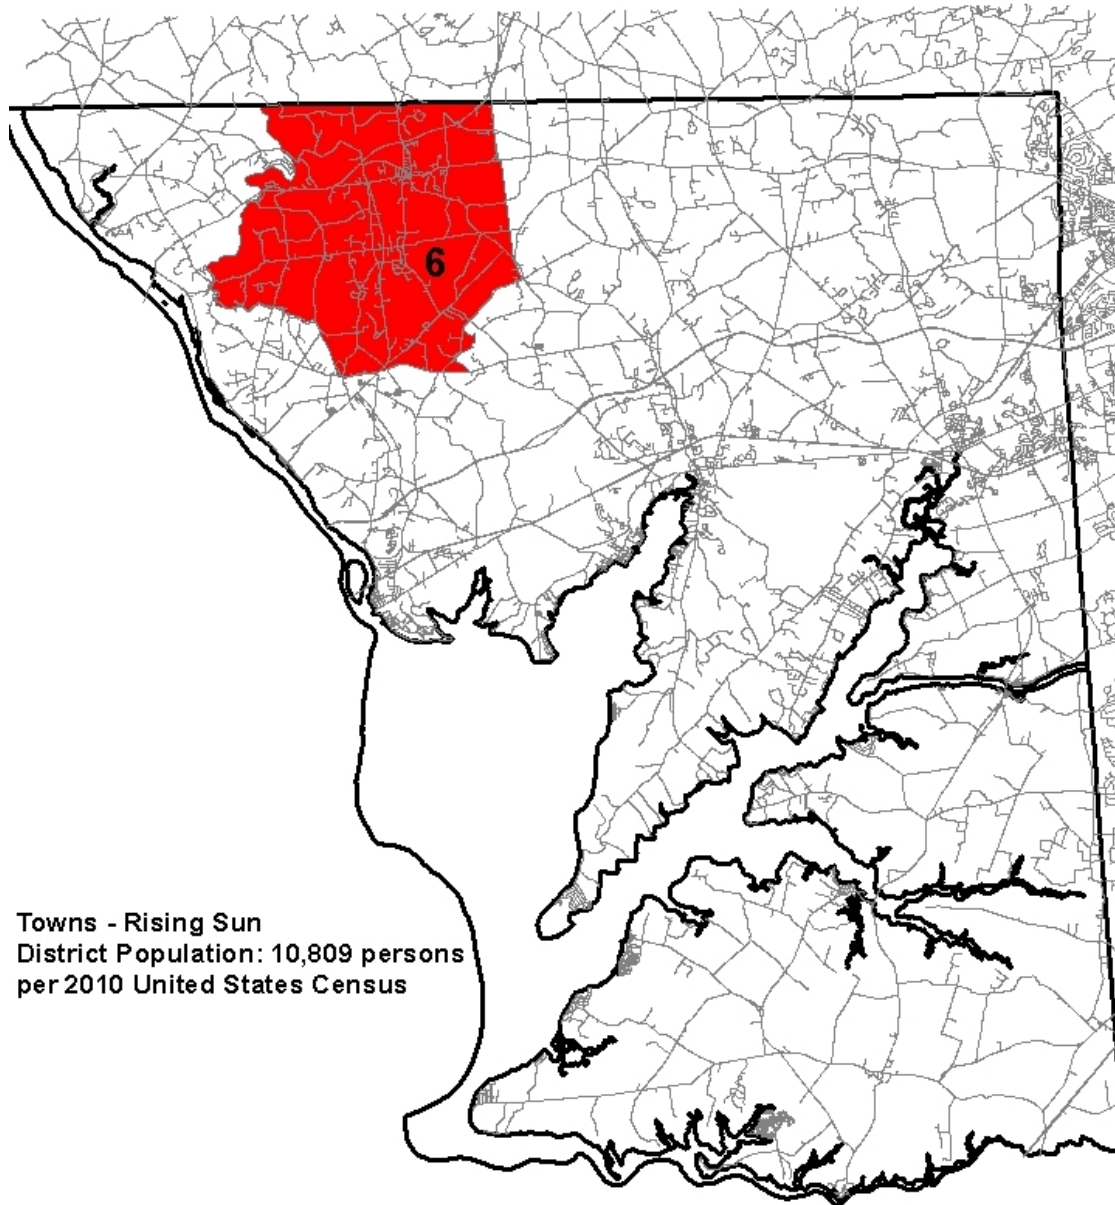 6
Towns - Rising Sun
District Population: 10,809 persons
per 2010 United States Census